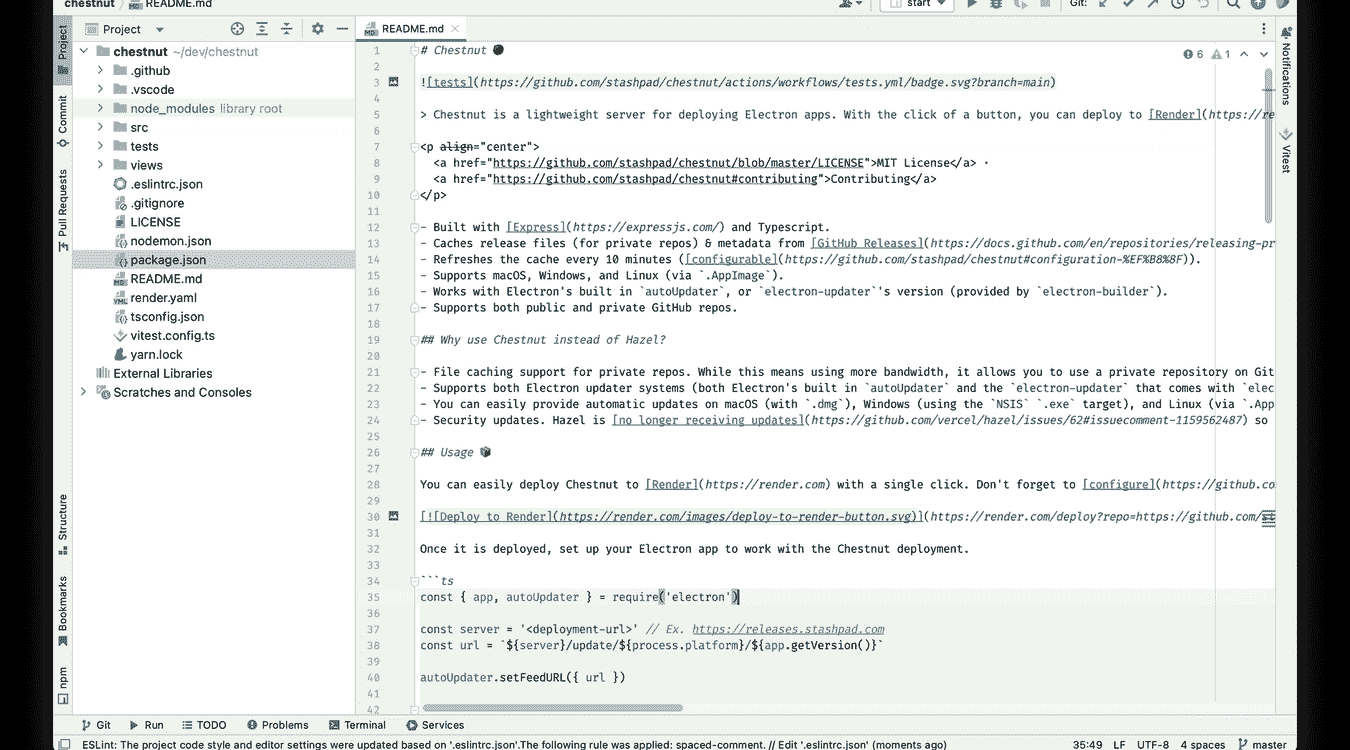 chestnut README.md start Git:
Project README.md
chestnut ~/dev/chestnut
.github
.vscode
node_modules library root
src
tests
views
.eslintrc.json
.gitignore
LICENSE
nodemon.json
package.json
README.md
render.yaml
tsconfig.json
vitest.config.ts
yarn.lock
External Libraries
Scratches and Consoles
Project
Commit
Pull Requests
Structure
Bookmarks
npm
6 1
1 # Chestnut
2
3 ![tests](https://github.com/stashpad/chestnut/actions/workflows/tests.yml/badge.svg?branch=main)
4
5 > Chestnut is a lightweight server for deploying Electron apps. With the click of a button, you can deploy to [Render](https://re
6
7 <p align="center">
8 <a href="https://github.com/stashpad/chestnut/blob/master/LICENSE">MIT License</a> ·
9 <a href="https://github.com/stashpad/chestnut#contributing">Contributing</a>
10 </p>
11
12 - Built with [Express](https://expressjs.com/) and Typescript.
13 - Caches release files (for private repos) & metadata from [GitHub Releases](https://docs.github.com/en/repositories/releasing-pr
14 - Refreshes the cache every 10 minutes ([configurable](https://github.com/stashpad/chestnut#configuration-%EF%B8%8F)).
15 - Supports macOS, Windows, and Linux (via `.AppImage`).
16 - Works with Electron's built in `autoUpdater`, or `electron-updater`'s version (provided by `electron-builder`).
17 - Supports both public and private GitHub repos.
18
19 ## Why use Chestnut instead of Hazel?
20
21 - File caching support for private repos. While this means using more bandwidth, it allows you to use a private repository on Git
22 - Supports both Electron updater systems (both Electron's built in `autoUpdater` and the `electron-updater` that comes with `elec
23 - You can easily provide automatic updates on macOS (with `.dmg`), Windows (using the `NSIS` `.exe` target), and Linux (via `.App
24 - Security updates. Hazel is [no longer receiving updates](https://github.com/vercel/hazel/issues/62#issuecomment-1159562487) so
25
26 ## Usage
27
28 You can easily deploy Chestnut to [Render](https://render.com) with a single click. Don't forget to [configure](https://github.co
29
30 [![Deploy to Render](https://render.com/images/deploy-to-render-button.svg)](https://render.com/deploy?repo=https://github.com/
31
32 Once it is deployed, set up your Electron app to work with the Chestnut deployment.
33
34 ```ts
35 const { app, autoUpdater } = require('electron')
36
37 const server = '<deployment-url>' // Ex. https://releases.stashpad.com
38 const url = `${server}/update/${process.platform}/${app.getVersion()}`
39
40 autoUpdater.setFeedURL({ url })
41
42
Notifications
Vitest
Git Run TODO Problems Terminal Services
ESLint: The project code style and editor settings were updated based on '.eslintrc.json'.The following rule was applied: spaced-comment. // Edit '.eslintrc.json' (moments ago) 35:49 LF UTF-8 4 spaces master